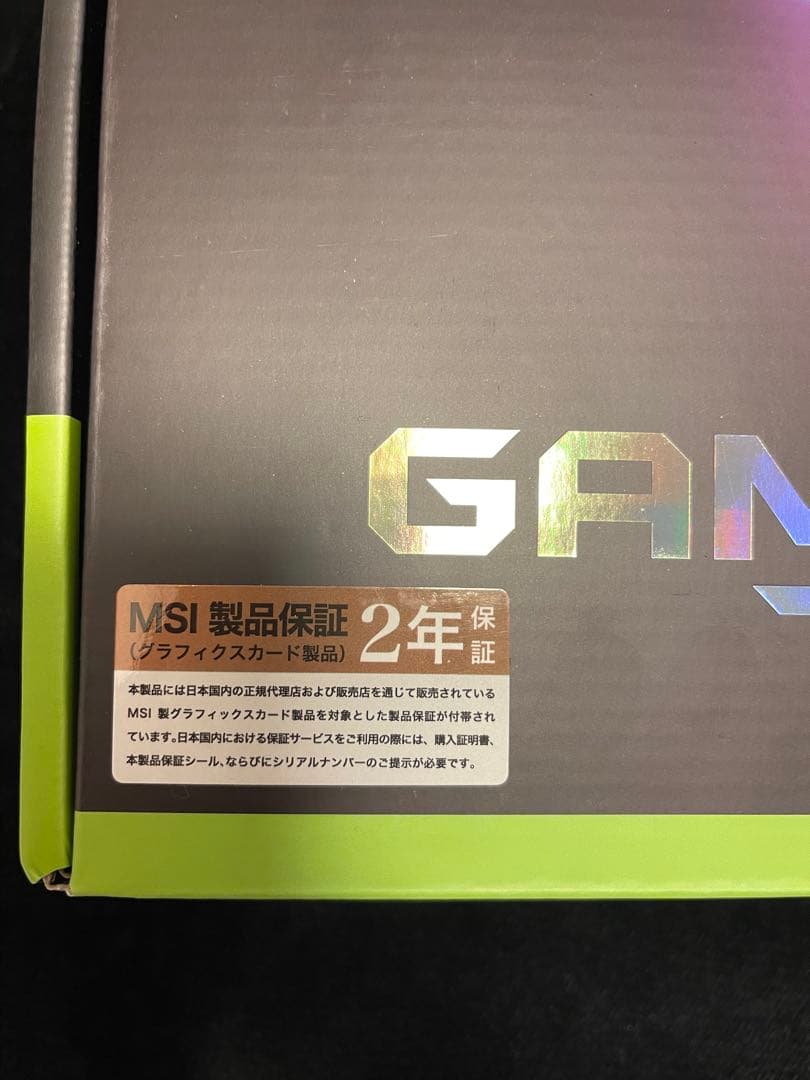 GAM
MSI 製品保証
(グラフィクスカード製品)
2年
保証
本製品には日本国内の正規代理店および販売店を通じて販売されている
MSI 製グラフィックスカード製品を対象とした製品保証が付帯され
ています。日本国内における保証サービスをご利用の際には、購入証明書、
本製品保証シール、ならびにシリアルナンバーのご提示が必要です。